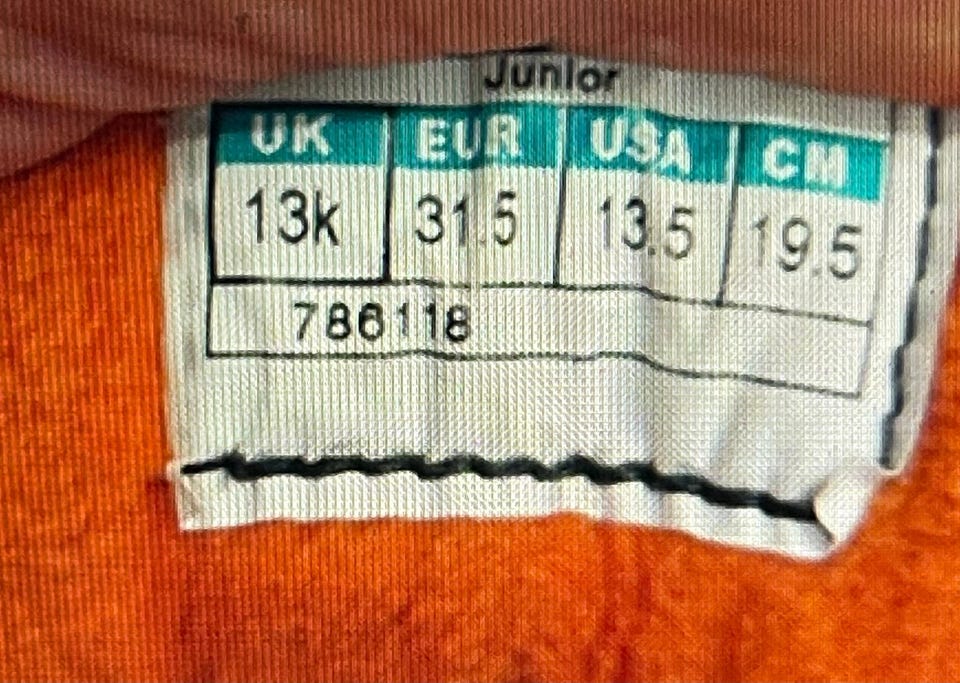 Junior
UK EUR USA CM
13k 31.5 13.5 19.5
786118